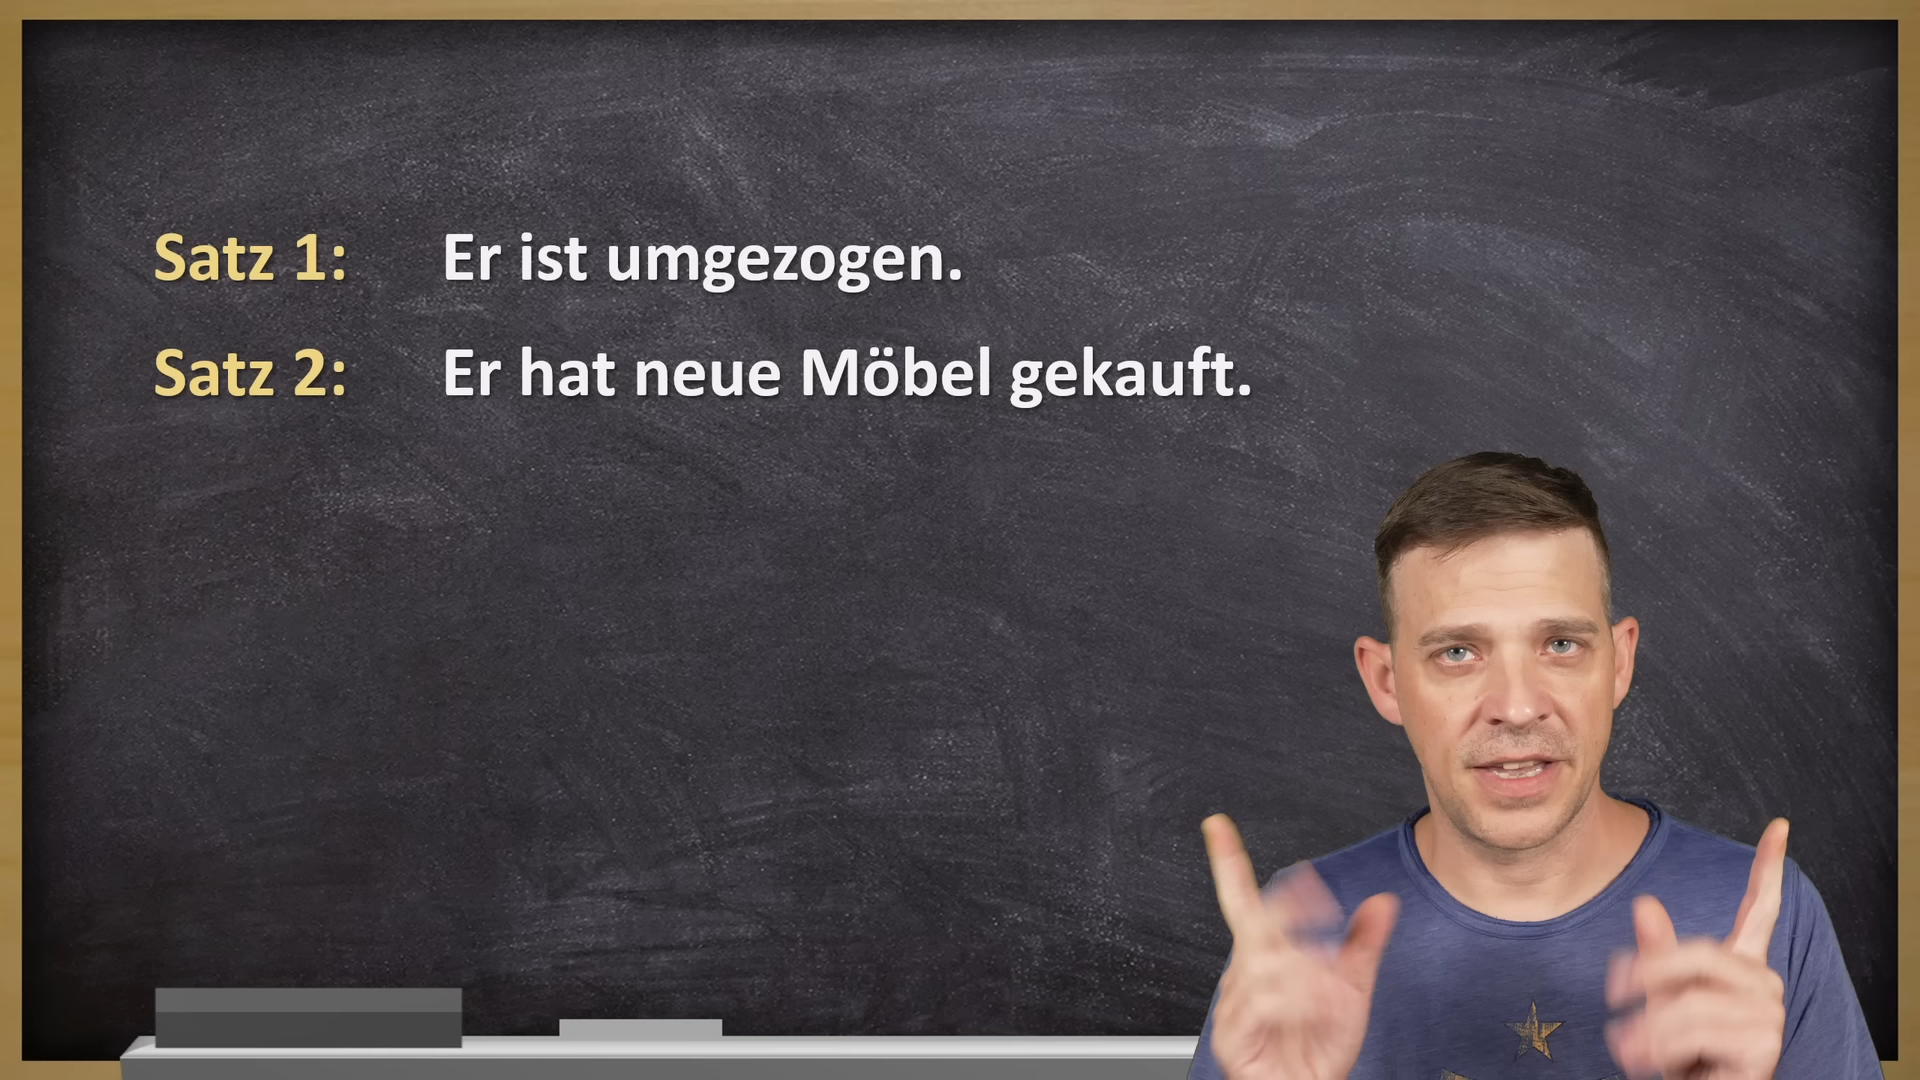 Satz 1: Er ist umgezogen.
Satz 2: Er hat neue Möbel gekauft.